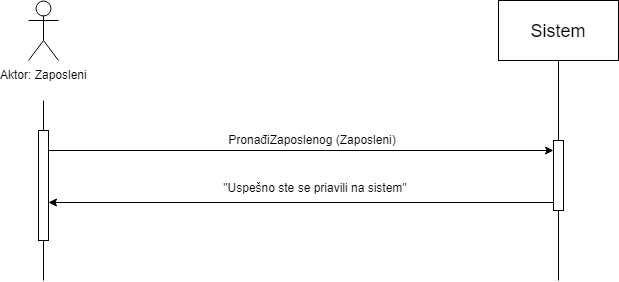 Sistem
Aktor: Zaposleni
PronađiZaposlenog (Zaposleni)
"Uspešno ste se priavili na sistem"